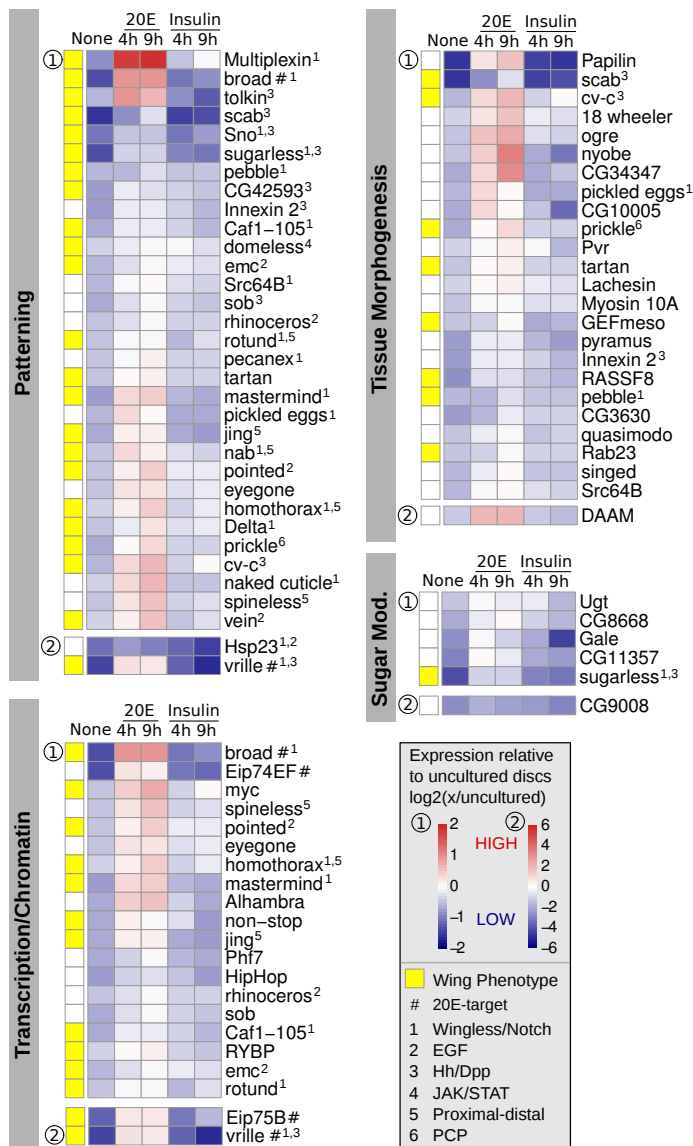 Patterning
20E Insulin
None 4h 9h 4h 9h
①
Multiplexin¹
broad #¹
tolkin³
scab³
Sno¹,³
sugarless¹,³
pebble¹
CG42593³
Innexin 2³
Caf1−105¹
domeless⁴
emc²
Src64B¹
sob³
rhinoceros²
rotund¹,⁵
pecanex¹
tartan
mastermind¹
pickled eggs¹
jing⁵
nab¹,⁵
pointed²
eyegone
homothorax¹,⁵
Delta¹
prickle⁶
cv-c³
naked cuticle¹
spineless⁵
vein²
②
Hsp23¹,²
vrille #¹,³
Transcription/Chromatin
20E Insulin
None 4h 9h 4h 9h
①
broad #¹
Eip74EF#
myc
spineless⁵
pointed²
eyegone
homothorax¹,⁵
mastermind¹
Alhambra
non-stop
jing⁵
Phf7
HipHop
rhinoceros²
sob
Caf1−105¹
RYBP
emc²
rotund¹
②
Eip75B#
vrille #¹,³
Tissue Morphogenesis
20E Insulin
None 4h 9h 4h 9h
①
Papilin
scab³
cv-c³
18 wheeler
ogre
nyobe
CG34347
pickled eggs¹
CG10005
prickle⁶
Pvr
tartan
Lachesin
Myosin 10A
GEFmeso
pyramus
Innexin 2³
RASSF8
pebble¹
CG3630
quasimodo
Rab23
singed
Src64B
②
DAAM
Sugar Mod.
20E Insulin
None 4h 9h 4h 9h
①
Ugt
CG8668
Gale
CG11357
sugarless¹,³
②
CG9008
Expression relative
to uncultured discs
log2(x/uncultured)
① 2 ② 6
HIGH
1 4
2
0 0
−2
−1 LOW −4
−2 −6
Wing Phenotype
# 20E-target
1 Wingless/Notch
2 EGF
3 Hh/Dpp
4 JAK/STAT
5 Proximal-distal
6 PCP